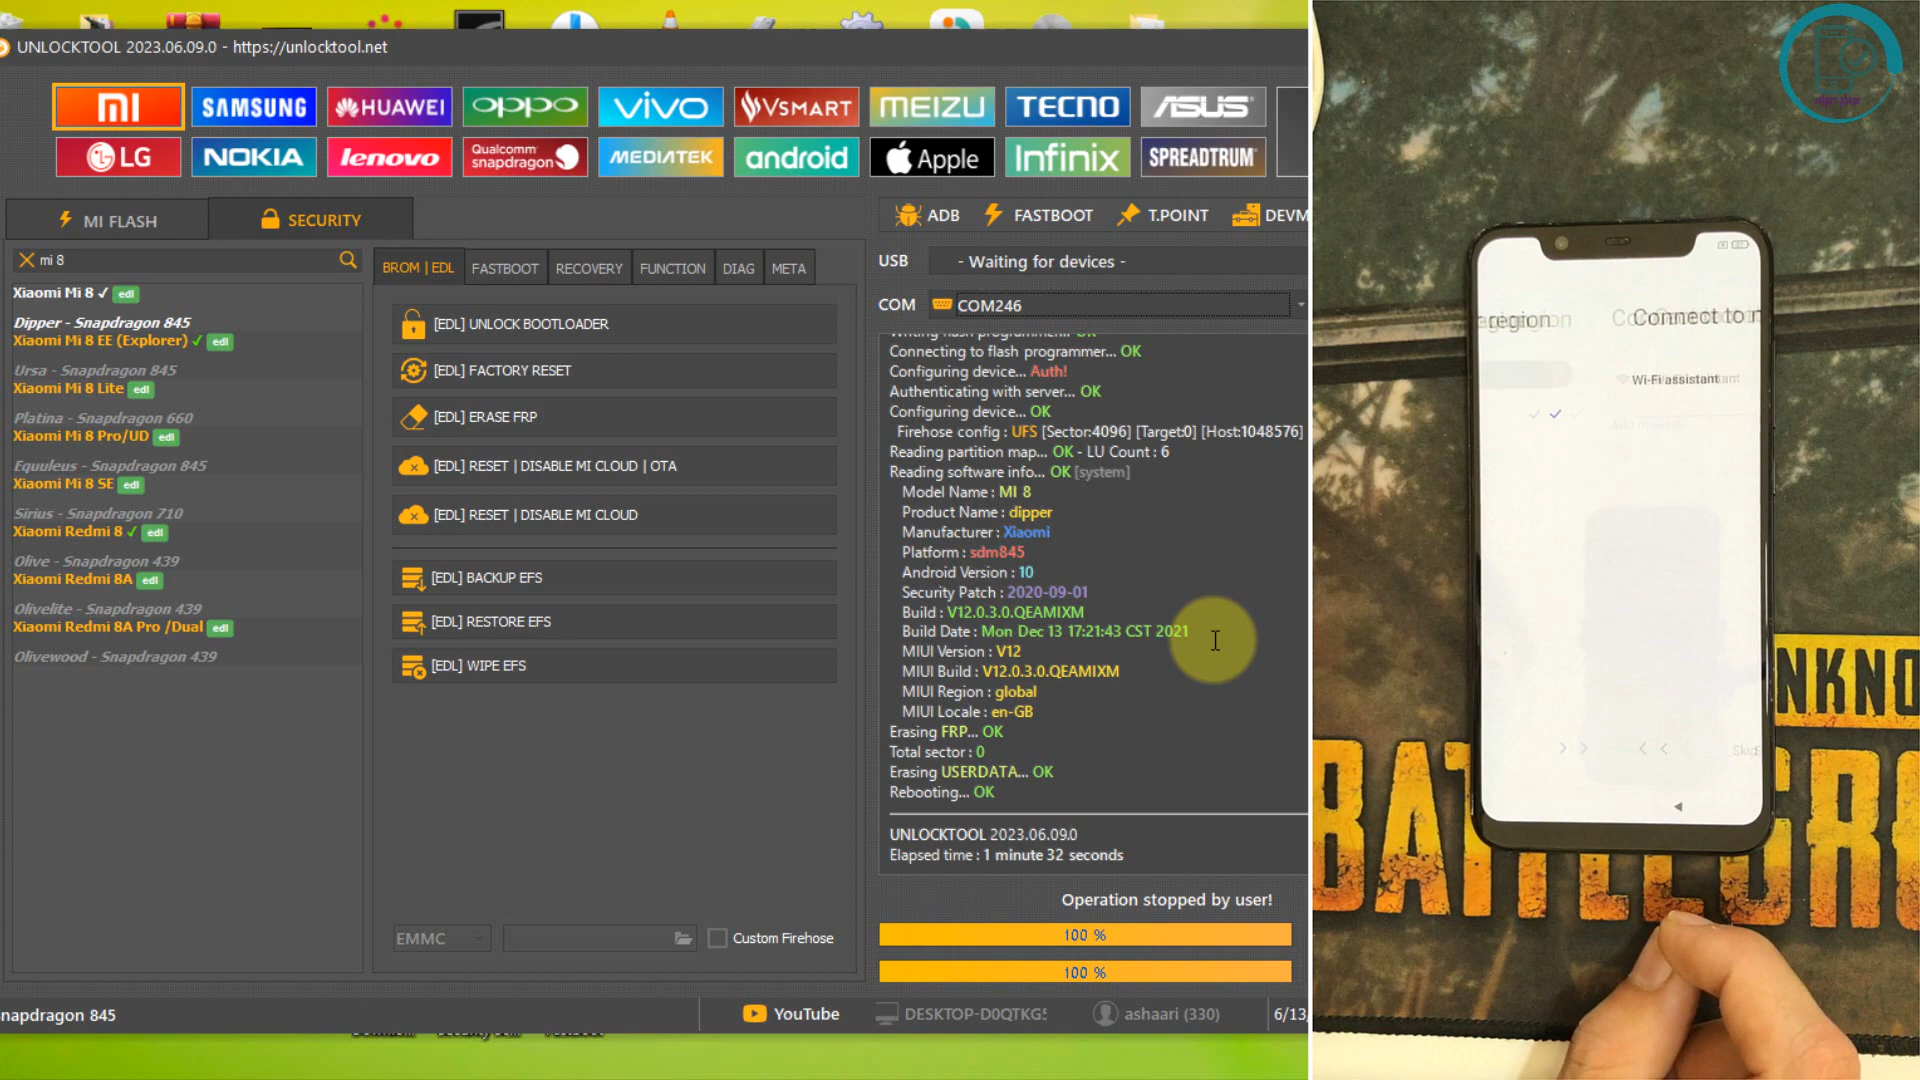 UNLOCKTOOL 2023.06.09.0 - https://unlocktool.net
MI SAMSUNG HUAWEI oppo vivo VSMART MEIZU TECNO ASUS
LG NOKIA lenovo Qualcomm snapdragon MEDIATEK android Apple Infinix SPREADTRUM
MI FLASH SECURITY
ADB FASTBOOT T.POINT DEVM
mi 8
BROM | EDL FASTBOOT RECOVERY FUNCTION DIAG META
USB - Waiting for devices -
COM COM246
Xiaomi Mi 8 ✓ edl
Dipper - Snapdragon 845
Xiaomi Mi 8 EE (Explorer) ✓ edl
Ursa - Snapdragon 845
Xiaomi Mi 8 Lite edl
Platina - Snapdragon 660
Xiaomi Mi 8 Pro/UD edl
Equuleus - Snapdragon 845
Xiaomi Mi 8 SE edl
Sirius - Snapdragon 710
Xiaomi Redmi 8 ✓ edl
Olive - Snapdragon 439
Xiaomi Redmi 8A edl
Olivelite - Snapdragon 439
Xiaomi Redmi 8A Pro /Dual edl
Olivewood - Snapdragon 439
[EDL] UNLOCK BOOTLOADER
[EDL] FACTORY RESET
[EDL] ERASE FRP
[EDL] RESET | DISABLE MI CLOUD | OTA
[EDL] RESET | DISABLE MI CLOUD
[EDL] BACKUP EFS
[EDL] RESTORE EFS
[EDL] WIPE EFS
EMMC
Custom Firehose
Writing flash programmer... OK
Connecting to flash programmer... OK
Configuring device... Auth!
Authenticating with server... OK
Configuring device... OK
Firehose config : UFS [Sector:4096] [Target:0] [Host:1048576]
Reading partition map... OK - LU Count : 6
Reading software info... OK [system]
Model Name : MI 8
Product Name : dipper
Manufacturer : Xiaomi
Platform : sdm845
Android Version : 10
Security Patch : 2020-09-01
Build : V12.0.3.0.QEAMIXM
Build Date : Mon Dec 13 17:21:43 CST 2021
MIUI Version : V12
MIUI Build : V12.0.3.0.QEAMIXM
MIUI Region : global
MIUI Locale : en-GB
Erasing FRP... OK
Total sector : 0
Erasing USERDATA... OK
Rebooting... OK
UNLOCKTOOL 2023.06.09.0
Elapsed time : 1 minute 32 seconds
Operation stopped by user!
100 %
100 %
napdragon 845
YouTube
ashaari (330)
6/13/
region
Connect to n
Wi-Fi assistant
Skip
NKNO
BATTLEGR